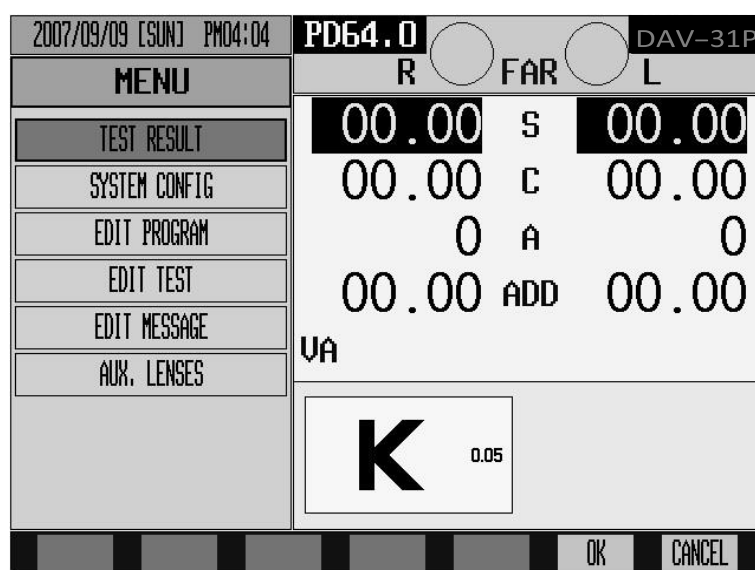 2007/09/09 [SUN] PM04:04
MENU
TEST RESULT
SYSTEM CONFIG
EDIT PROGRAM
EDIT TEST
EDIT MESSAGE
AUX. LENSES
PD64.0
DAV-31P
R FAR L
00.00 S 00.00
00.00 C 00.00
0 A 0
00.00 ADD 00.00
VA
K 0.05
OK CANCEL